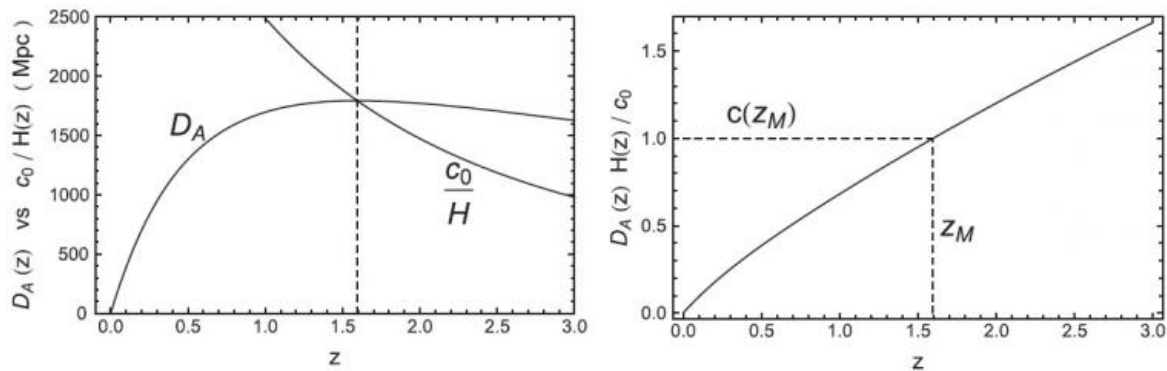 D_A (z) vs c_0 / H(z) ( Mpc )
2500
2000
1500
1000
500
0
D_A
c_0
H
0.0 0.5 1.0 1.5 2.0 2.5 3.0
z
D_A (z) H(z) / c_0
1.5
1.0
0.5
0.0
c(z_M)
z_M
0.0 0.5 1.0 1.5 2.0 2.5 3.0
z